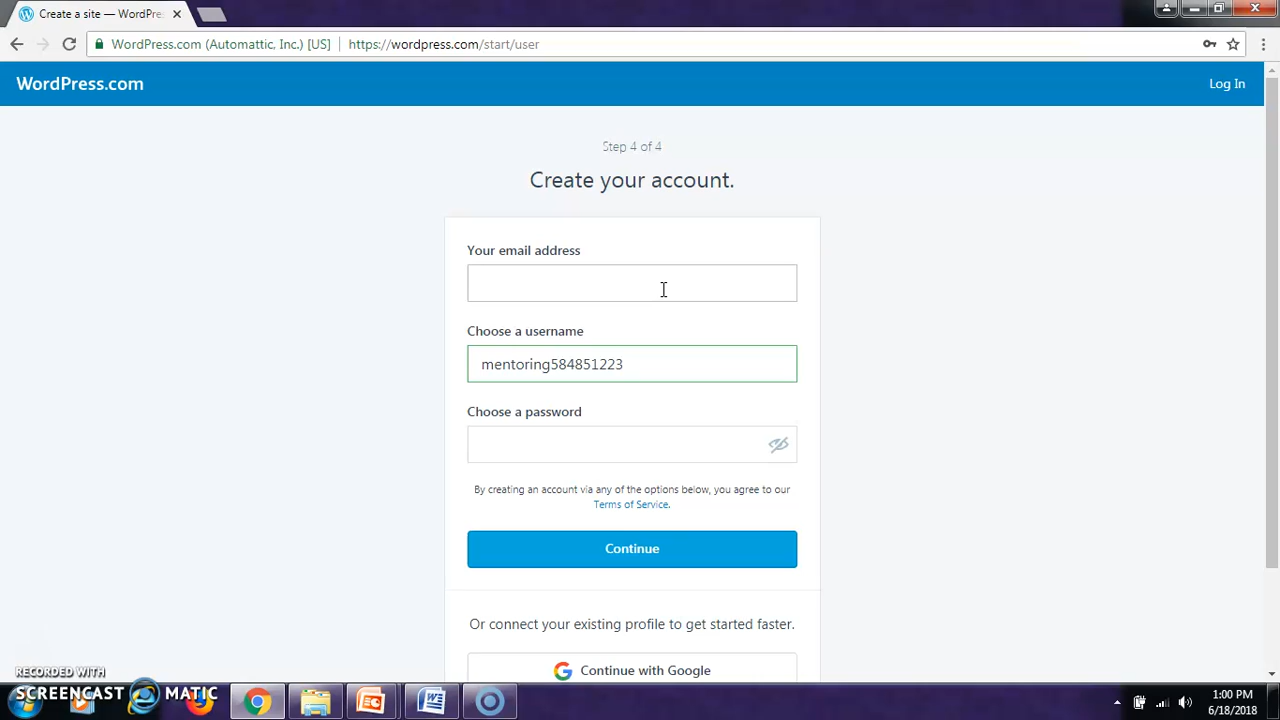 Create a site — WordPre
WordPress.com (Automattic, Inc.) [US]
https://wordpress.com/start/user
WordPress.com
Log In
Step 4 of 4
Create your account.
Your email address
Choose a username
mentoring584851223
Choose a password
By creating an account via any of the options below, you agree to our
Terms of Service.
Continue
Or connect your existing profile to get started faster.
Continue with Google
RECORDED WITH
SCREENCAST MATIC
1:00 PM
6/18/2018